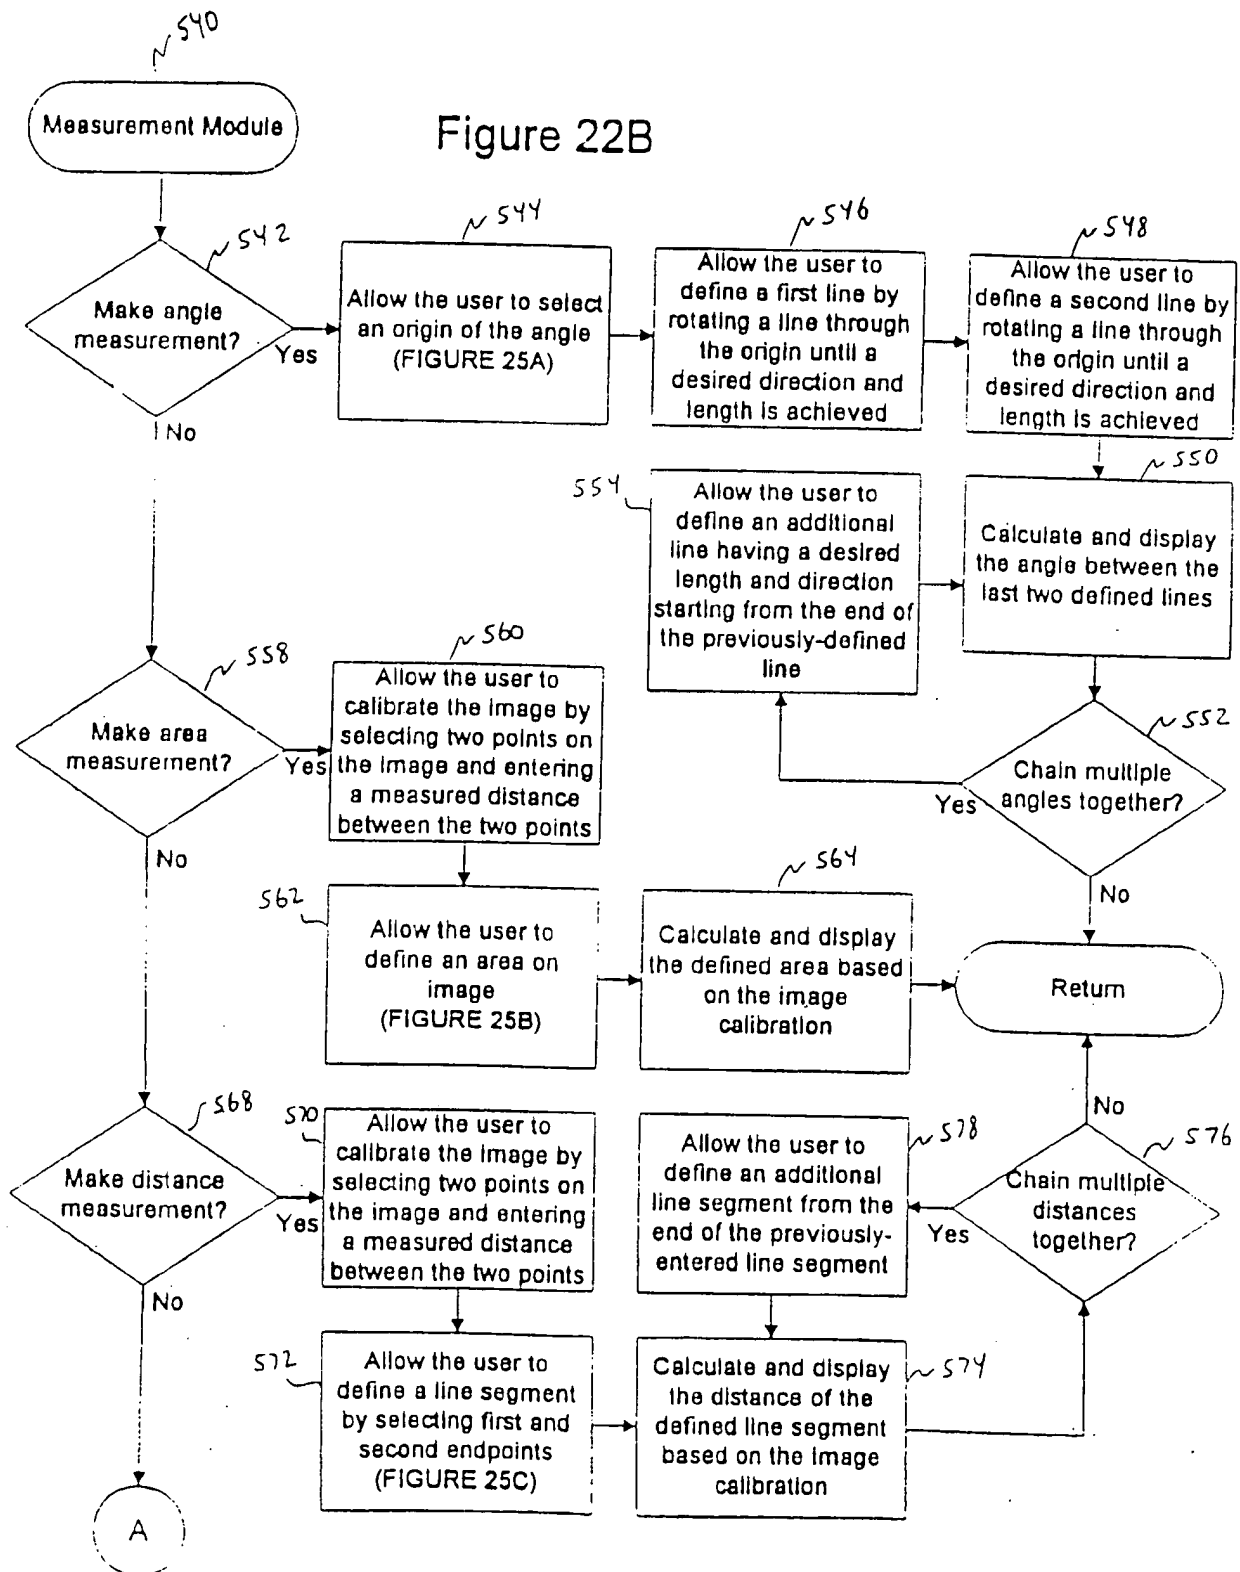 540
Measurement Module
Figure 22B
542
Make angle
measurement?
Yes
No
544
Allow the user to select
an origin of the angle
(FIGURE 25A)
546
Allow the user to
define a first line by
rotating a line through
the origin until a
desired direction and
length is achieved
548
Allow the user to
define a second line by
rotating a line through
the origin until a
desired direction and
length is achieved
550
Calculate and display
the angle between the
last two defined lines
554
Allow the user to
define an additional
line having a desired
length and direction
starting from the end of
the previously-defined
line
552
Chain multiple
angles together?
Yes
No
558
Make area
measurement?
Yes
No
560
Allow the user to
calibrate the image by
selecting two points on
the image and entering
a measured distance
between the two points
562
Allow the user to
define an area on
image
(FIGURE 25B)
564
Calculate and display
the defined area based
on the image
calibration
Return
568
Make distance
measurement?
Yes
No
570
Allow the user to
calibrate the image by
selecting two points on
the image and entering
a measured distance
between the two points
572
Allow the user to
define a line segment
by selecting first and
second endpoints
(FIGURE 25C)
578
Allow the user to
define an additional
line segment from the
end of the previously-
entered line segment
574
Calculate and display
the distance of the
defined line segment
based on the image
calibration
576
Chain multiple
distances
together?
Yes
No
A